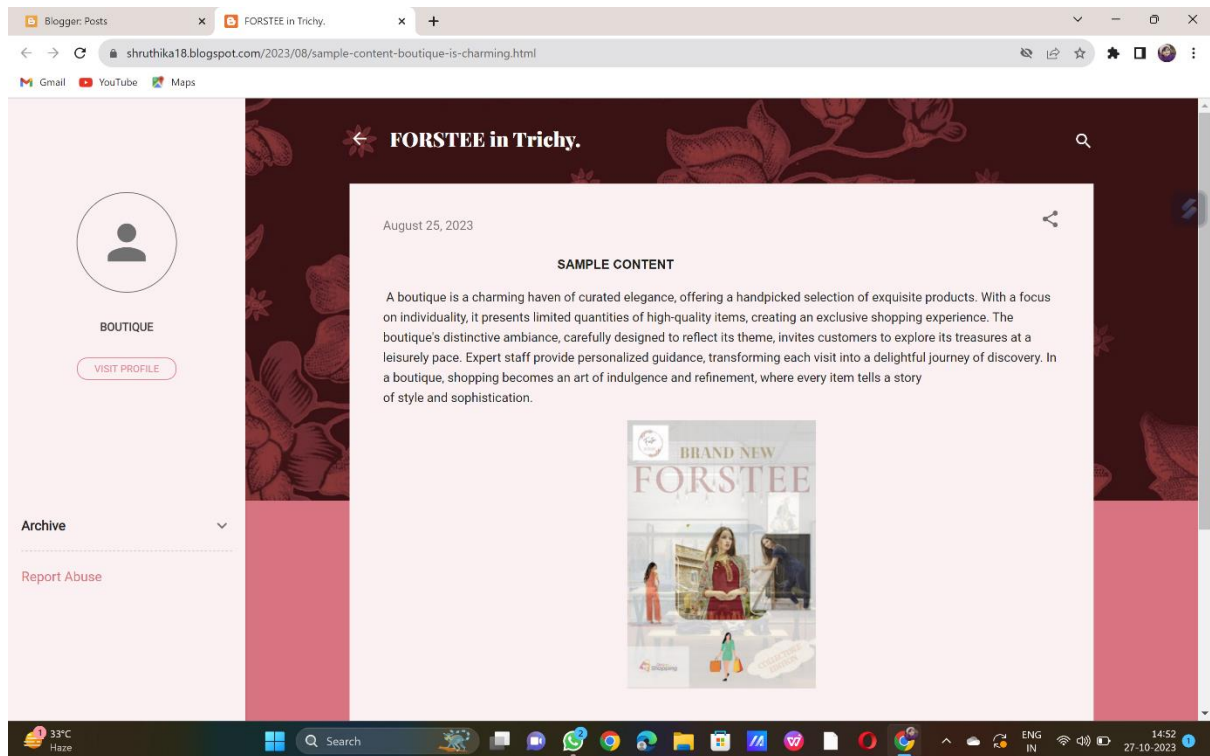 Blogger: Posts
FORSTEE in Trichy.
shruthika18.blogspot.com/2023/08/sample-content-boutique-is-charming.html
Gmail YouTube Maps
FORSTEE in Trichy.
August 25, 2023
SAMPLE CONTENT
A boutique is a charming haven of curated elegance, offering a handpicked selection of exquisite products. With a focus
on individuality, it presents limited quantities of high-quality items, creating an exclusive shopping experience. The
boutique's distinctive ambiance, carefully designed to reflect its theme, invites customers to explore its treasures at a
leisurely pace. Expert staff provide personalized guidance, transforming each visit into a delightful journey of discovery. In
a boutique, shopping becomes an art of indulgence and refinement, where every item tells a story
of style and sophistication.
BOUTIQUE
VISIT PROFILE
Archive
Report Abuse
BRAND NEW
FORSTEE
Shopping
COLLECTIBLE
EDITION
1
33°C
Haze
Search
2
ENG
IN
14:52
27-10-2023
1